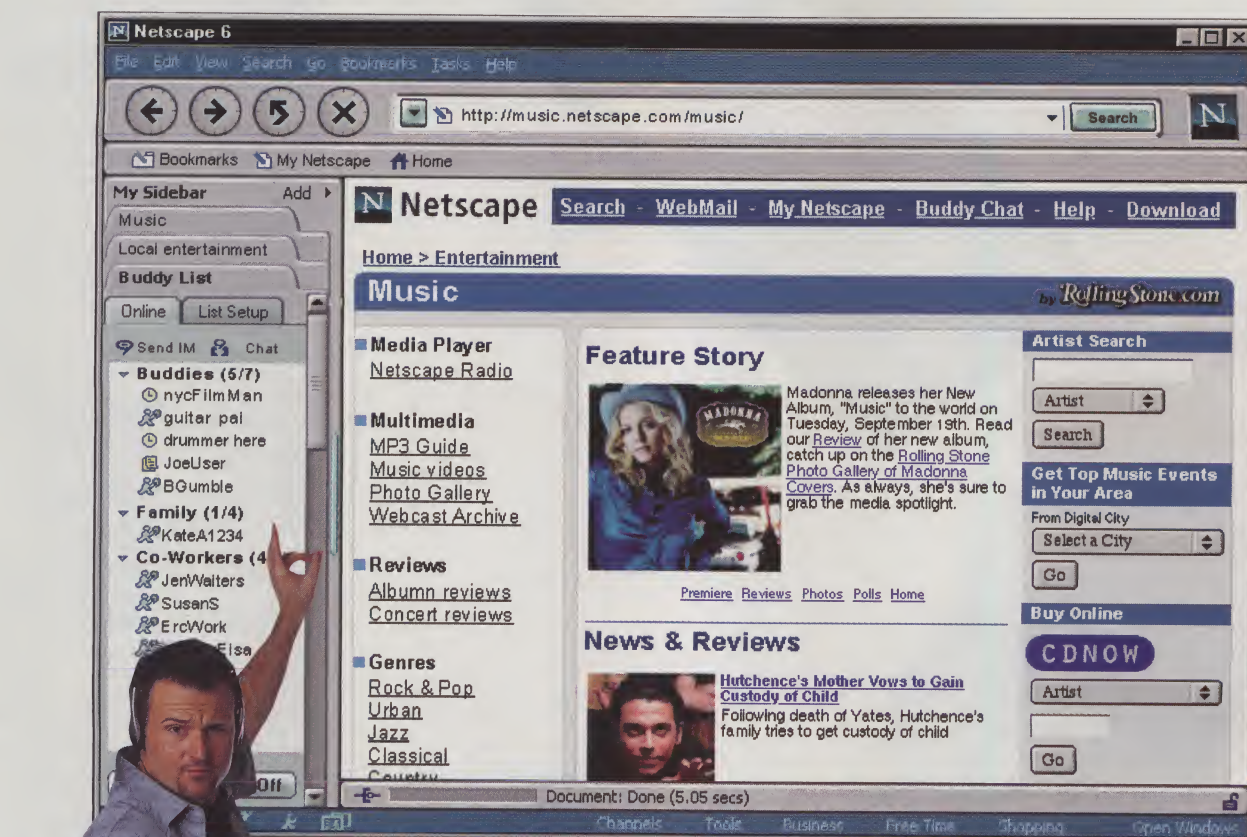 Netscape 6
File Edit View Search Go Bookmarks Tasks Help
http://music.netscape.com/music/
Search
N
Bookmarks My Netscape Home
My Sidebar Add
Music
Local entertainment
Buddy List
Online List Setup
Send IM Chat
Buddies (5/7)
nycFilmMan
guitar pal
drummer here
JoeUser
BGumble
Family (1/4)
KateA1234
Co-Workers (4
JenWalters
SusanS
ErcWork
Elsa
Off
N Netscape
Search - WebMail - My Netscape - Buddy Chat - Help - Download
Home > Entertainment
Music
by RollingStone.com
Media Player
Netscape Radio
Multimedia
MP3 Guide
Music videos
Photo Gallery
Webcast Archive
Reviews
Albumn reviews
Concert reviews
Genres
Rock & Pop
Urban
Jazz
Classical
Country
Feature Story
MADONNA
Madonna releases her New
Album, "Music" to the world on
Tuesday, September 19th. Read
our Review of her new album,
catch up on the Rolling Stone
Photo Gallery of Madonna
Covers. As always, she's sure to
grab the media spotlight.
Premiere Reviews Photos Polls Home
News & Reviews
Hutchence's Mother Vows to Gain
Custody of Child
Following death of Yates, Hutchence's
family tries to get custody of child
Artist Search
Artist
Search
Get Top Music Events
in Your Area
From Digital City
Select a City
Go
Buy Online
CDNOW
Artist
Go
Document: Done (5.05 secs)
Channels Tools Business Free Time Shopping Open Windows